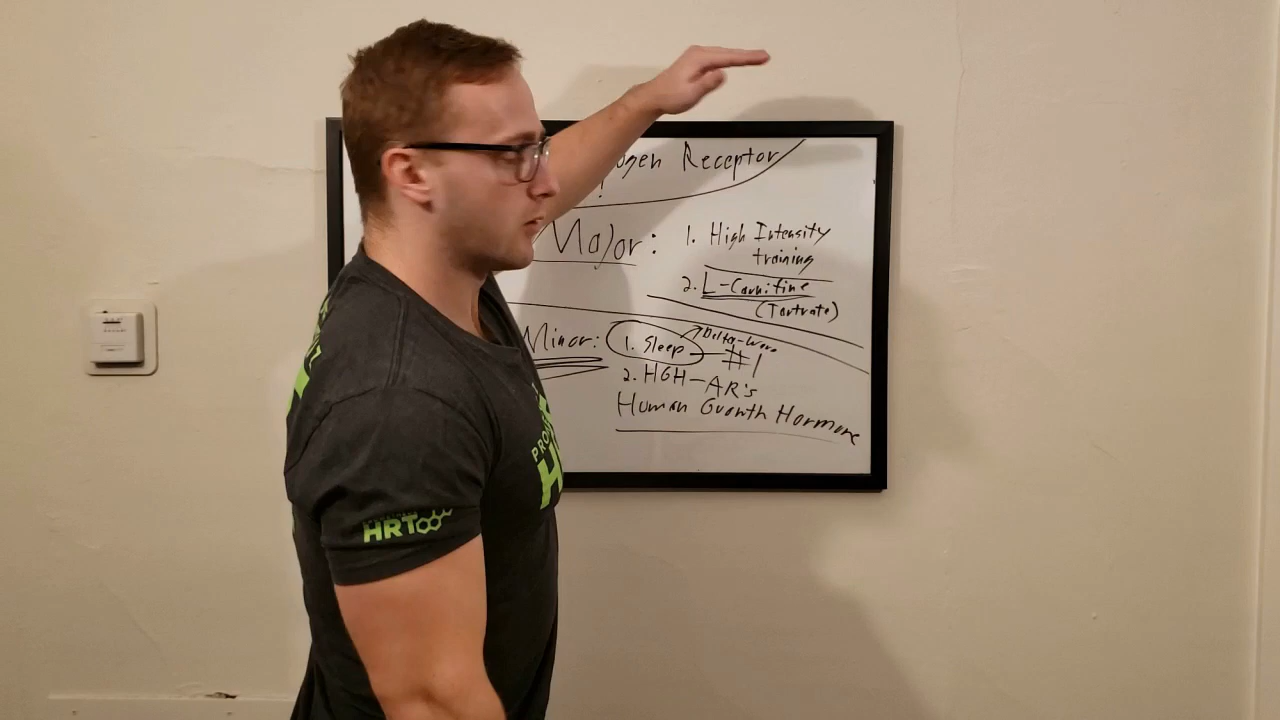 ogen Receptor
Major: 1. High Intensity
training
2. L-Carnitine
(Tartrate)
Minor: 1. Sleep Delta-Wave
#1
2. HGH-AR's
Human Growth Hormone
HRT